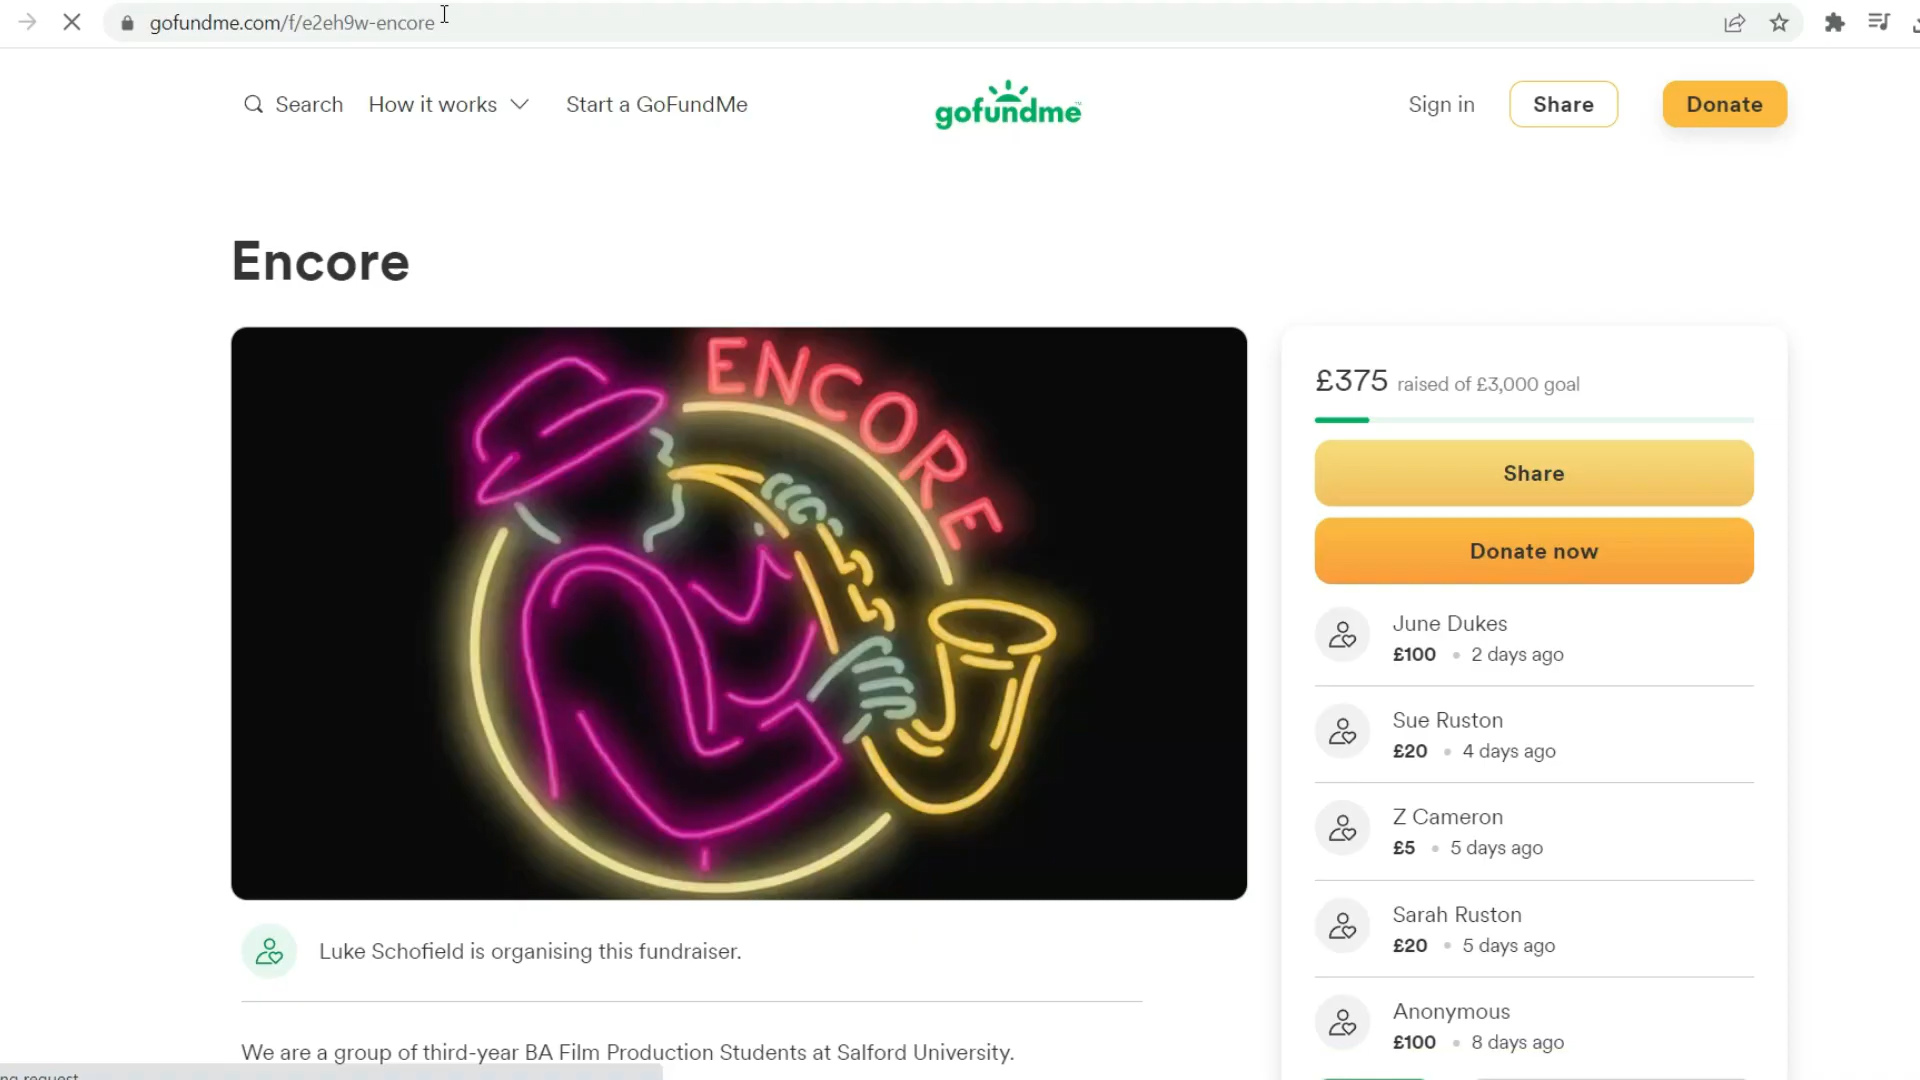 gofundme.com/f/e2eh9w-encore
Search How it works Start a GoFundMe
gofundme
Sign in Share Donate
Encore
ENCORE
£375 raised of £3,000 goal
Share
Donate now
June Dukes
£100 • 2 days ago
Sue Ruston
£20 • 4 days ago
Z Cameron
£5 • 5 days ago
Sarah Ruston
£20 • 5 days ago
Anonymous
£100 • 8 days ago
Luke Schofield is organising this fundraiser.
We are a group of third-year BA Film Production Students at Salford University.
request